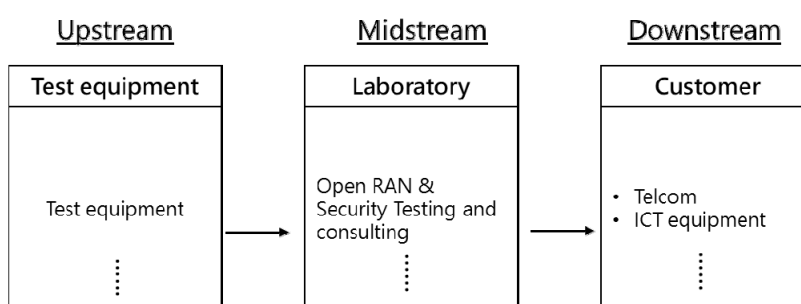 Upstream
Midstream
Downstream
Test equipment
Laboratory
Customer
Test equipment
Open RAN &
Security Testing and
consulting
• Telcom
• ICT equipment